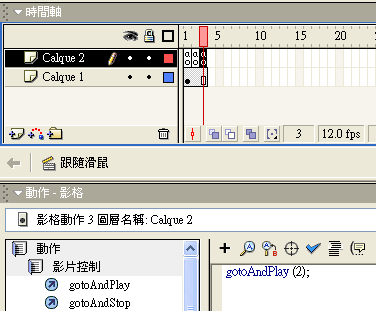 時間軸
1 5 10 15 20
Calque 2
Calque 1
3 12.0 fps
跟隨滑鼠
動作 - 影格
影格動作 3 圖層名稱: Calque 2
動作
影片控制
gotoAndPlay
gotoAndStop
gotoAndPlay (2);